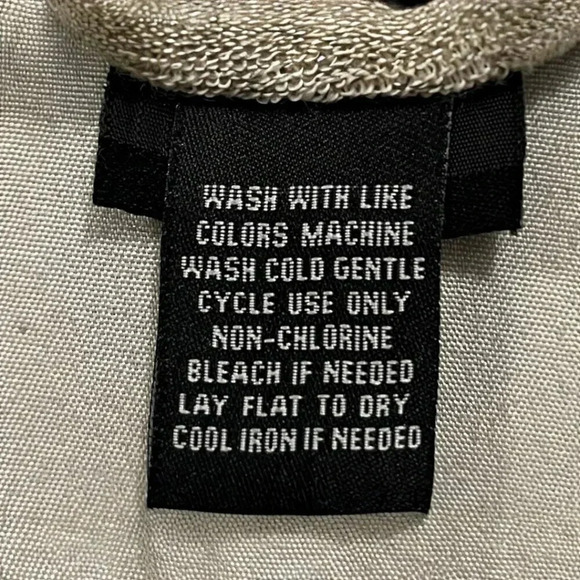 WASH WITH LIKE
COLORS MACHINE
WASH COLD GENTLE
CYCLE USE ONLY
NON-CHLORINE
BLEACH IF NEEDED
LAY FLAT TO DRY
COOL IRON IF NEEDED